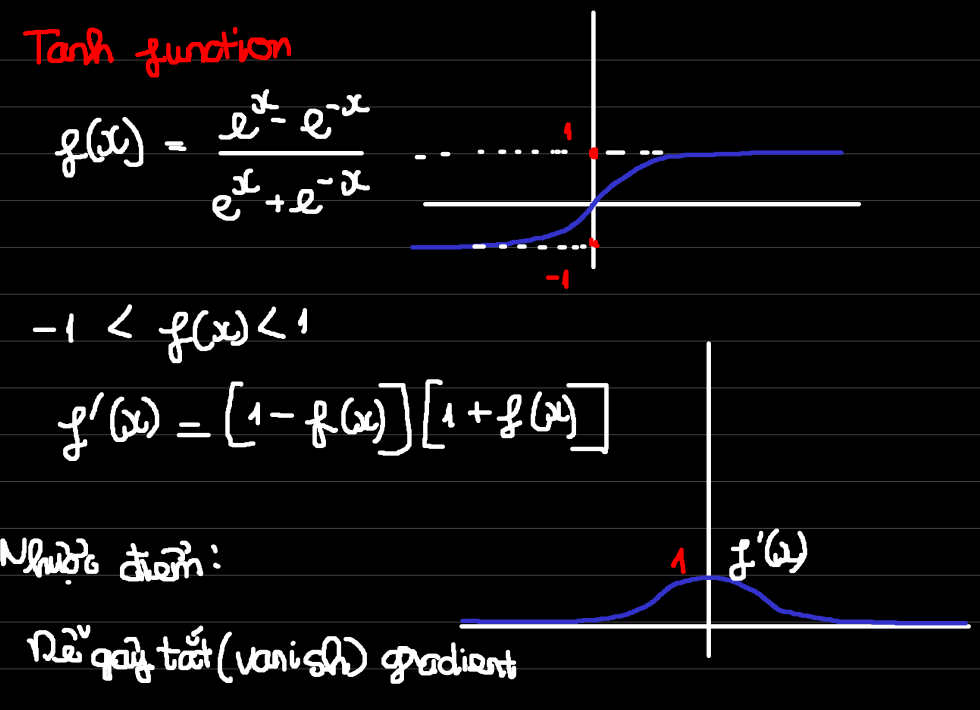 Tanh function
f(x) = (e^x - e^-x) / (e^x + e^-x)
1
-1
-1 < f(x) < 1
f'(x) = [1 - f(x)][1 + f(x)]
1 f'(x)
Nhược điểm:
Dễ gây tắt (vanish) gradient